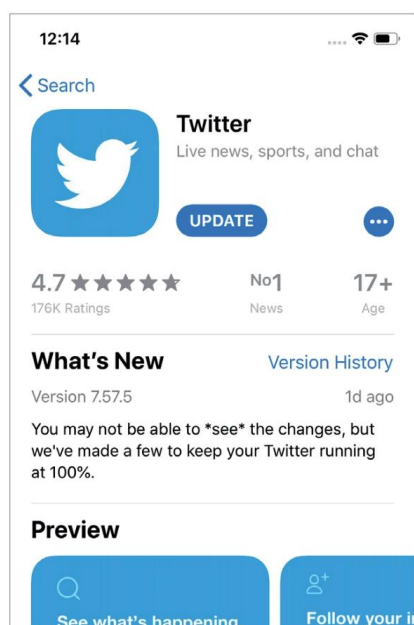 12:14
Search
Twitter
Live news, sports, and chat
UPDATE
4.7 No1 17+
176K Ratings News Age
What's New Version History
Version 7.57.5 1d ago
You may not be able to *see* the changes, but
we've made a few to keep your Twitter running
at 100%.
Preview
See what's happening Follow your